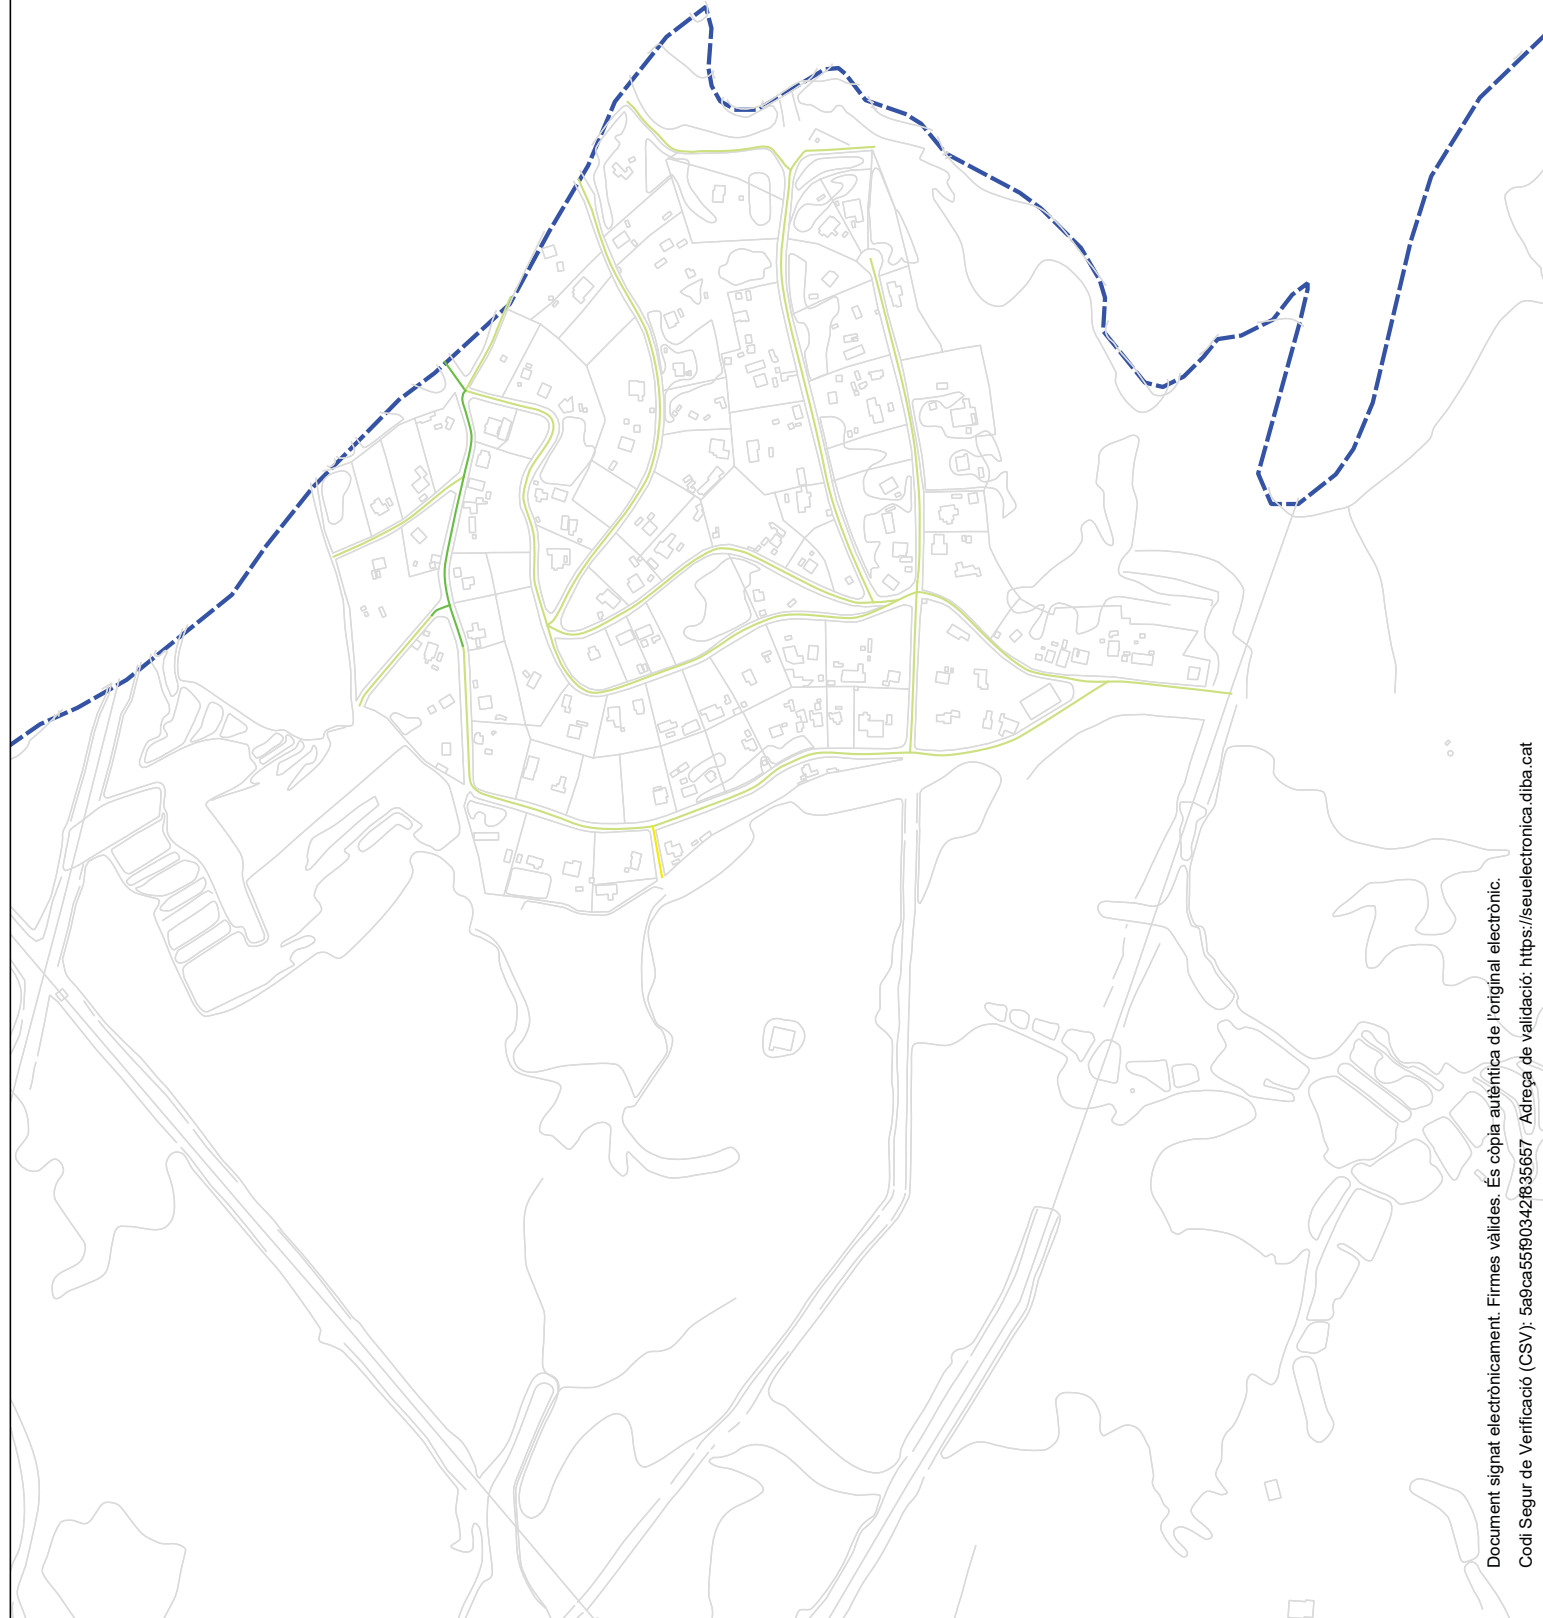 Document signat electrònicament. Firmes vàlides. És còpia autèntica de l'original electrònic.
Codi Segur de Verificació (CSV): 5a9ca55f90342f835657 Adreça de validació: https://seuelectronica.diba.cat